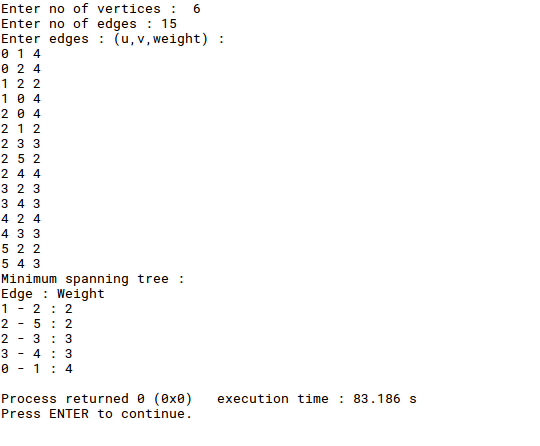 Enter no of vertices :  6
Enter no of edges : 15
Enter edges : (u,v,weight) :
0 1 4
0 2 4
1 2 2
1 0 4
2 0 4
2 1 2
2 3 3
2 5 2
2 4 4
3 2 3
3 4 3
4 2 4
4 3 3
5 2 2
5 4 3
Minimum spanning tree :
Edge : Weight
1 - 2 : 2
2 - 5 : 2
2 - 3 : 3
3 - 4 : 3
0 - 1 : 4
Process returned 0 (0x0)   execution time : 83.186 s
Press ENTER to continue.